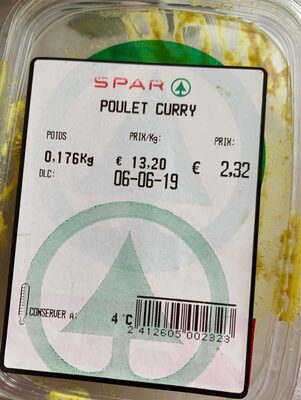 SPAR
POULET CURRY
POIDS PRIX/Kg: PRIX:
0,176Kg € 13,20 € 2,32
DLC: 06-06-19
CONSERVER A 4 °C
2 412605 002323